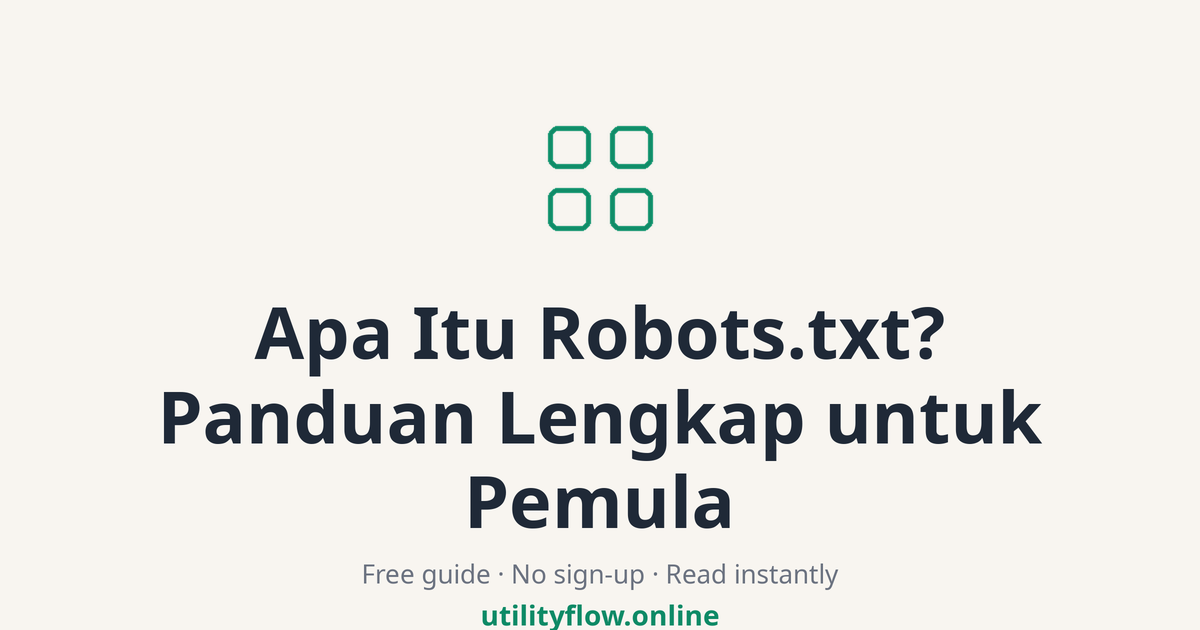 Apa Itu Robots.txt?
Panduan Lengkap untuk
Pemula
Free guide · No sign-up · Read instantly
utilityflow.online